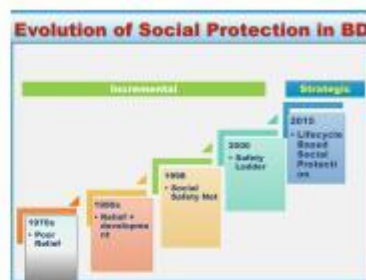 Evolution of Social Protection in BD
Incremental
Strategic
2015
• Lifecycle
Based
Social
Protecti
on
2000
• Safety
Ladder
1998
• Social
Safety Net
1980s
• Relief +
developme
nt
1970s
• Poor
Relief